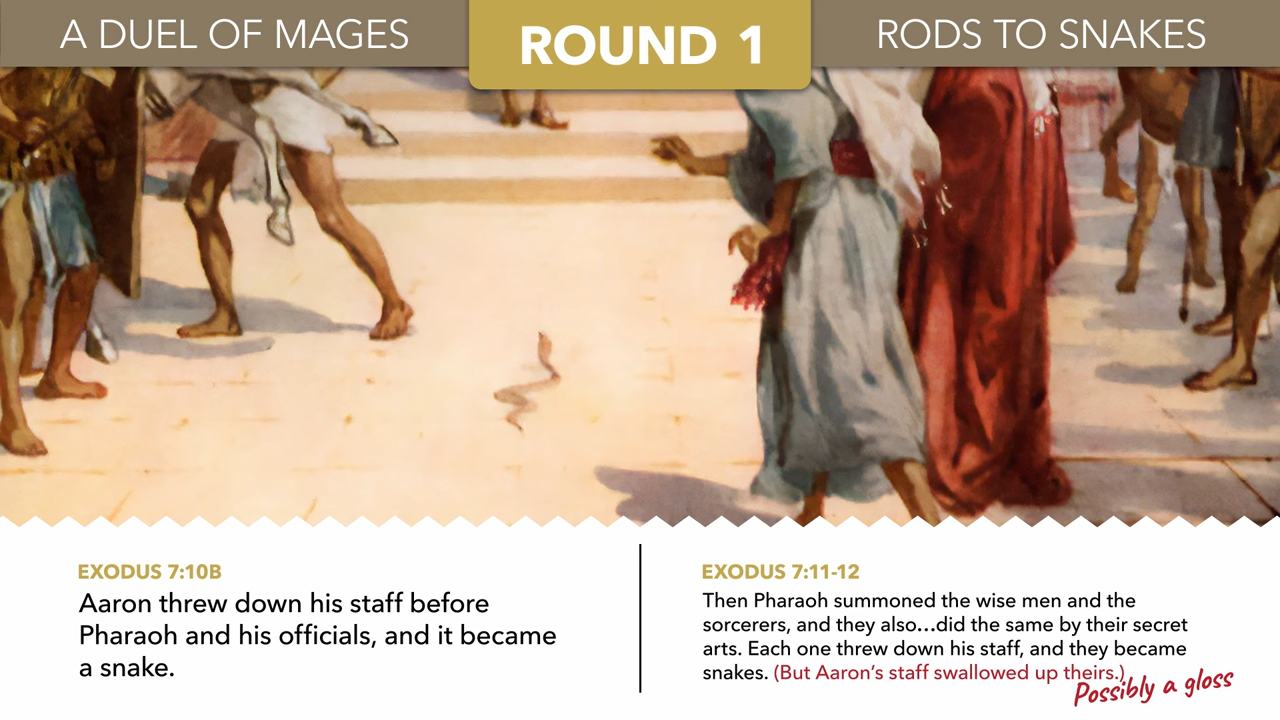 A DUEL OF MAGES
ROUND 1
RODS TO SNAKES
EXODUS 7:10B
Aaron threw down his staff before
Pharaoh and his officials, and it became
a snake.
EXODUS 7:11-12
Then Pharaoh summoned the wise men and the
sorcerers, and they also…did the same by their secret
arts. Each one threw down his staff, and they became
snakes. (But Aaron’s staff swallowed up theirs.)
Possibly a gloss